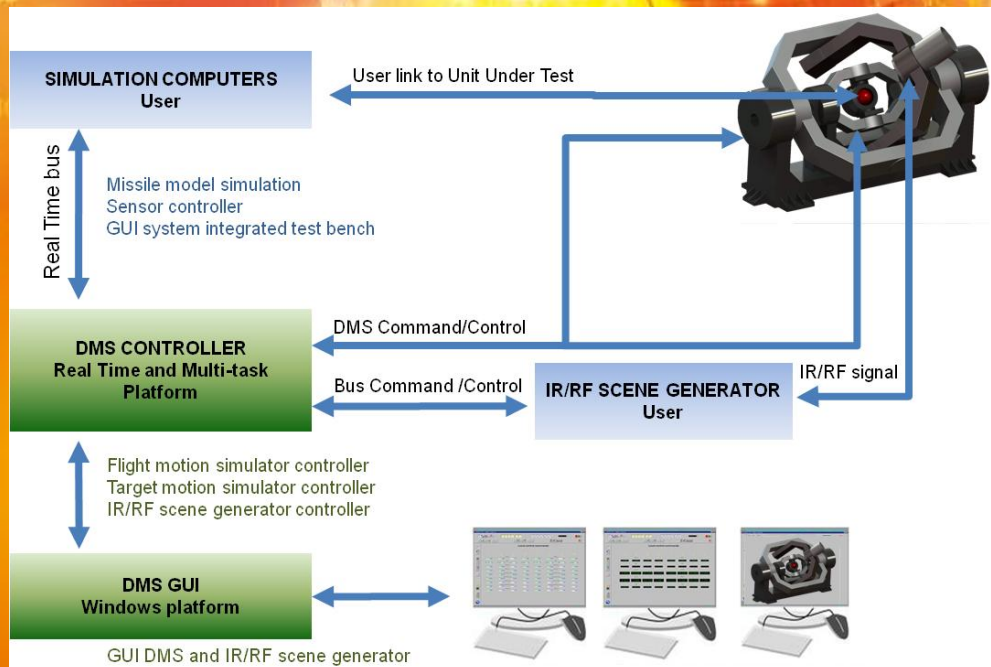 SIMULATION COMPUTERS
User
User link to Unit Under Test
Real Time bus
Missile model simulation
Sensor controller
GUI system integrated test bench
DMS CONTROLLER
Real Time and Multi-task
Platform
DMS Command/Control
Bus Command /Control
IR/RF SCENE GENERATOR
User
IR/RF signal
Flight motion simulator controller
Target motion simulator controller
IR/RF scene generator controller
DMS GUI
Windows platform
GUI DMS and IR/RF scene generator